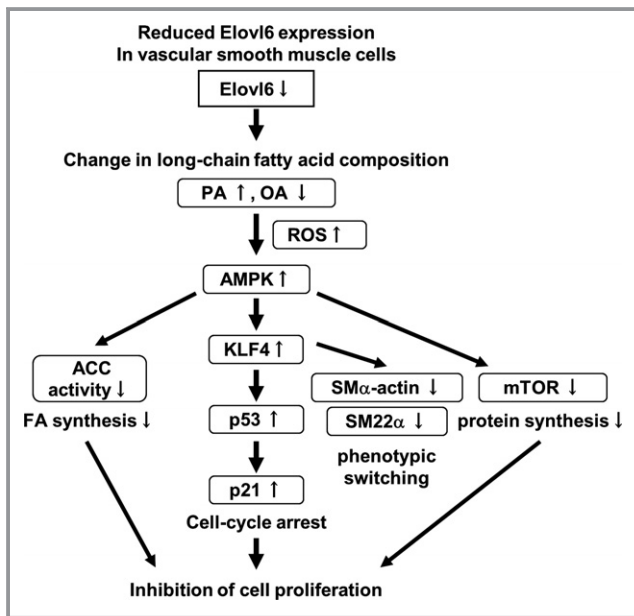 Reduced Elovl6 expression
In vascular smooth muscle cells
Elovl6 ↓
Change in long-chain fatty acid composition
PA ↑ , OA ↓
ROS ↑
AMPK ↑
ACC
activity ↓
FA synthesis ↓
KLF4 ↑
p53 ↑
p21 ↑
Cell-cycle arrest
SMα-actin ↓
SM22α ↓
phenotypic
switching
mTOR ↓
protein synthesis ↓
Inhibition of cell proliferation